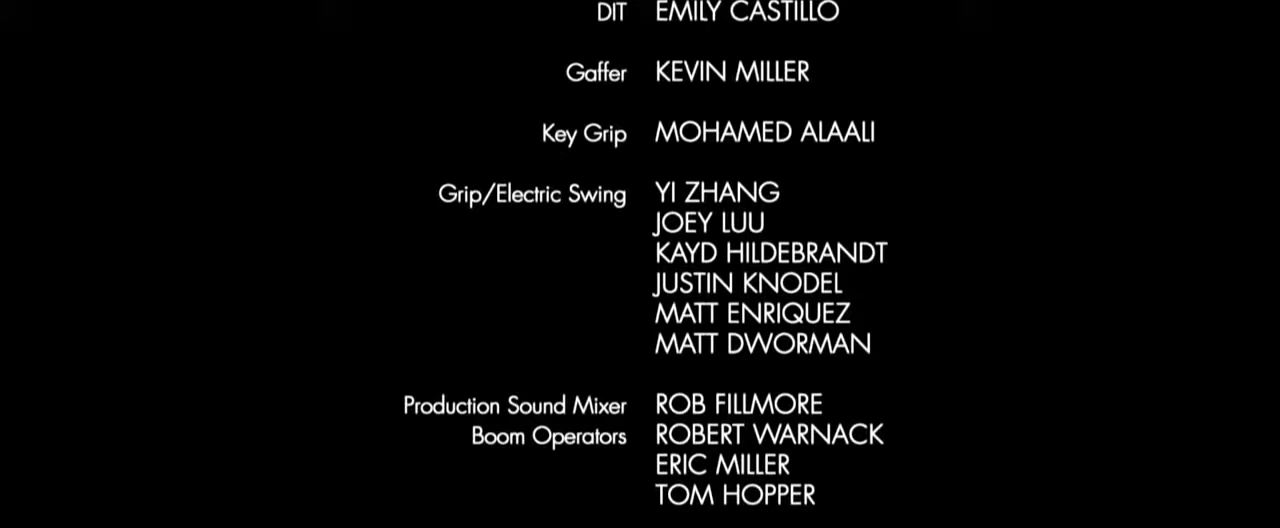 DIT EMILY CASTILLO
Gaffer KEVIN MILLER
Key Grip MOHAMED ALAALI
Grip/Electric Swing YI ZHANG
JOEY LUU
KAYD HILDEBRANDT
JUSTIN KNODEL
MATT ENRIQUEZ
MATT DWORMAN
Production Sound Mixer ROB FILLMORE
Boom Operators ROBERT WARNACK
ERIC MILLER
TOM HOPPER